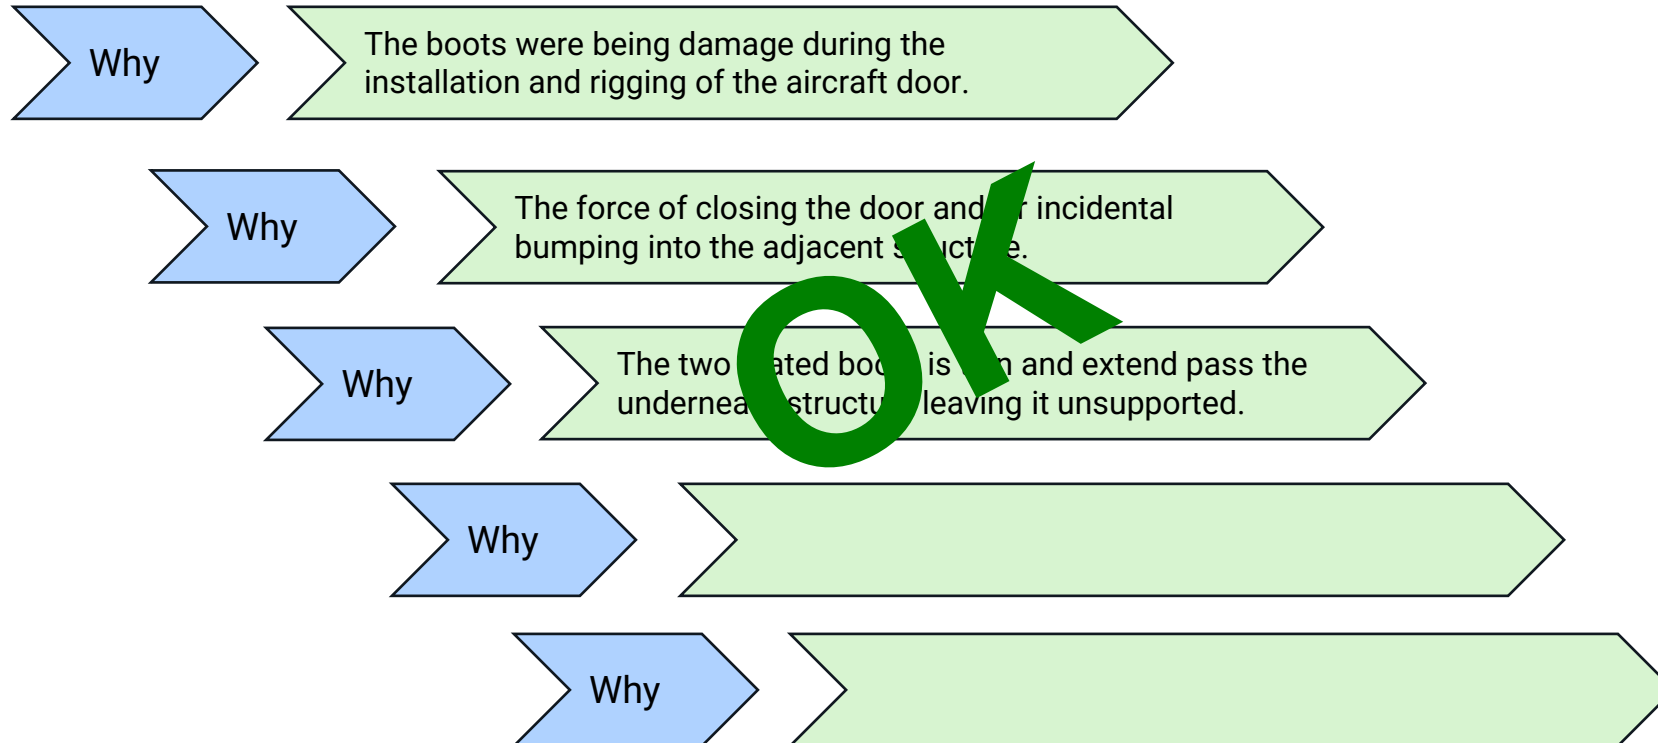 Why
The boots were being damage during the
installation and rigging of the aircraft door.
Why
The force of closing the door and incidental
bumping into the adjacent
Why
The two is and extend pass the
leaving it unsupported.
Why
Why
OK